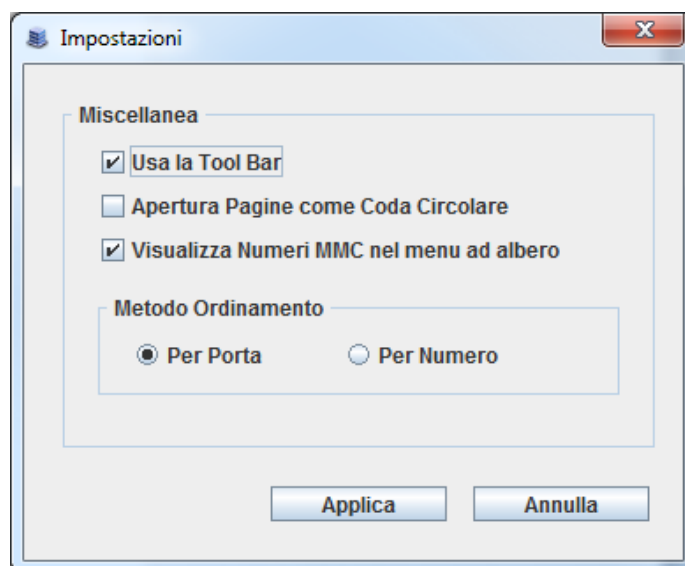 Impostazioni
Miscellanea
Usa la Tool Bar
Apertura Pagine come Coda Circolare
Visualizza Numeri MMC nel menu ad albero
Metodo Ordinamento
Per Porta Per Numero
Applica Annulla